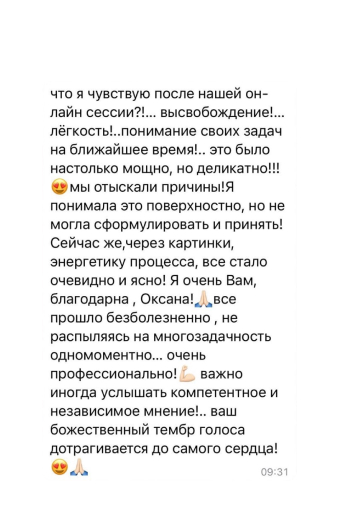 что я чувствую после нашей он-
лайн сессии?!... высвобождение!...
лёгкость!..понимание своих задач
на ближайшее время!.. это было
настолько мощно, но деликатно!!!
😍мы отыскали причины!Я
понимала это поверхностно, но не
могла сформулировать и принять!
Сейчас же,через картинки,
энергетику процесса, все стало
очевидно и ясно! Я очень Вам,
благодарна , Оксана!🙏🏻все
прошло безболезненно , не
распыляясь на многозадачность
одномоментно... очень
профессионально!💪🏻 важно
иногда услышать компетентное и
независимое мнение!.. ваш
божественный тембр голоса
дотрагивается до самого сердца!
😍🙏🏻
09:31